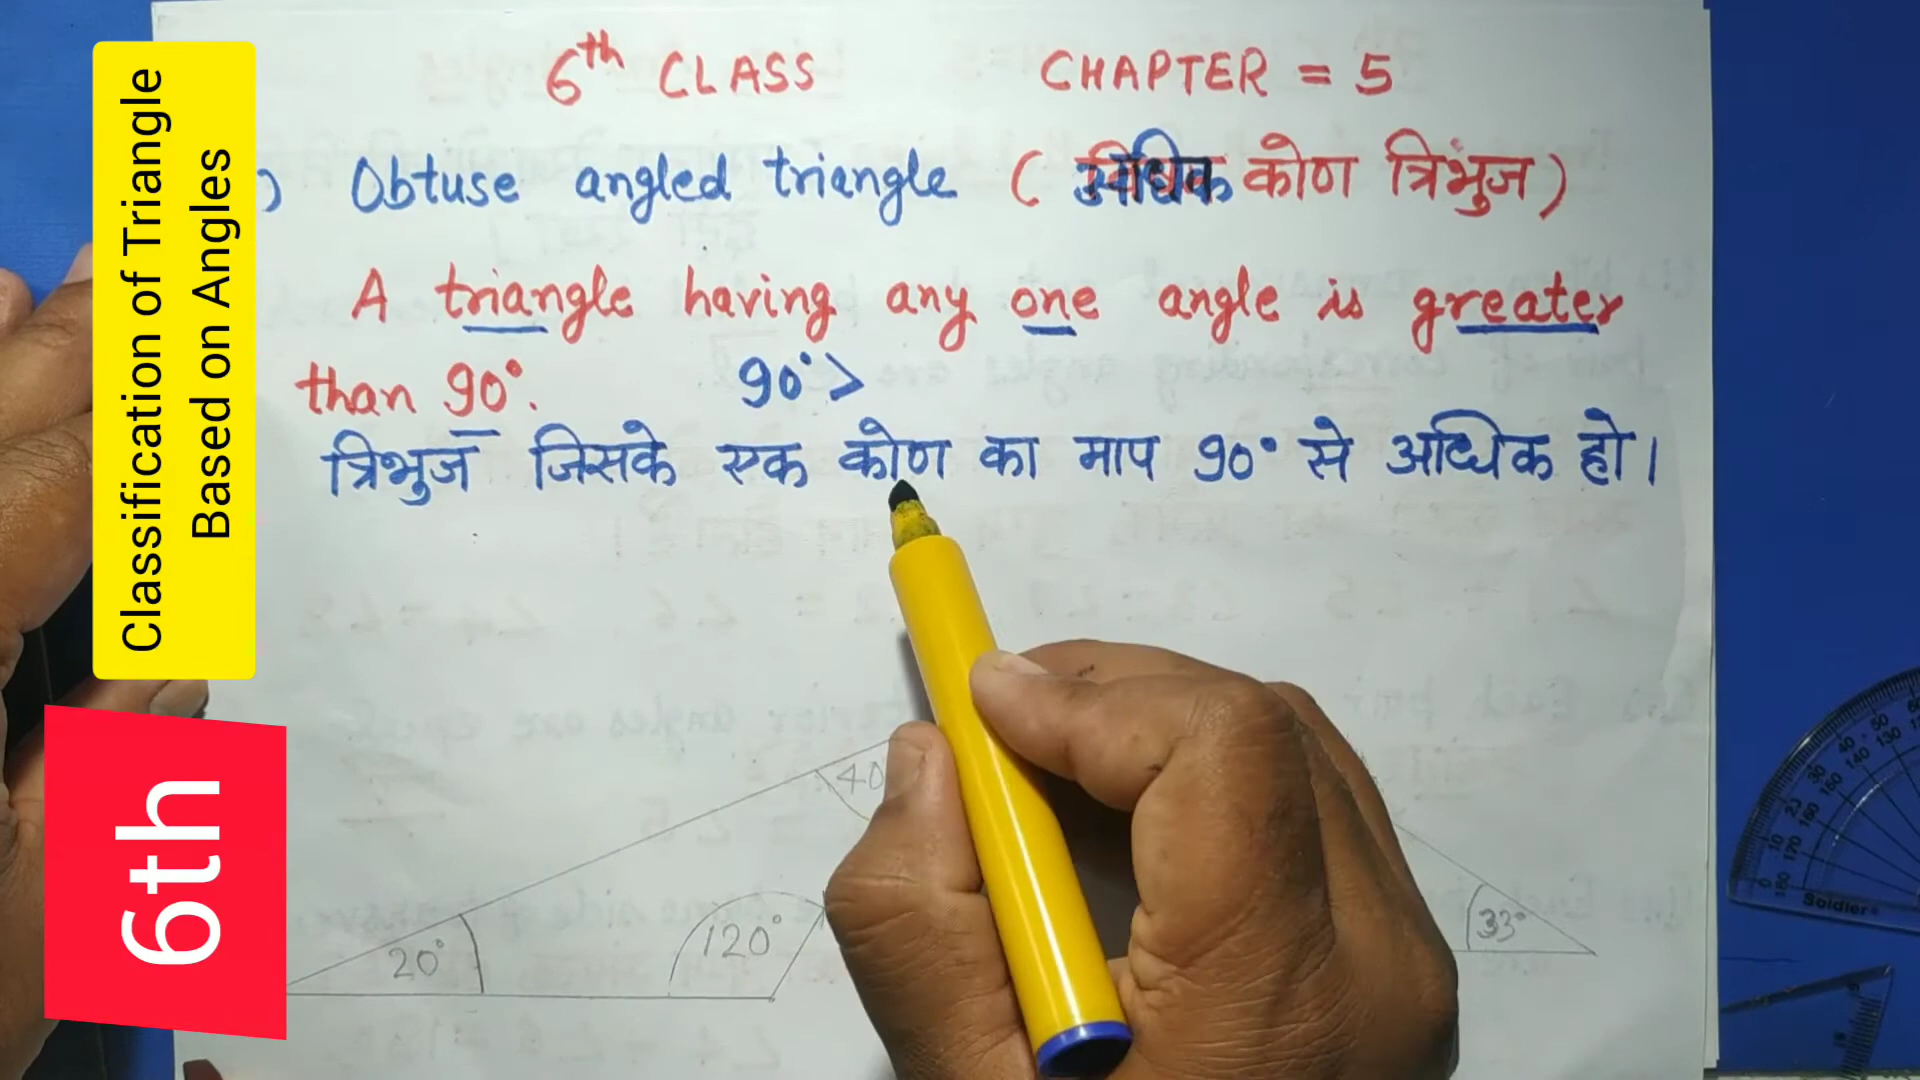 6th CLASS CHAPTER = 5
) Obtuse angled triangle ( अधिक कोण त्रिभुज )
A triangle having any one angle is greater
than 90°. 90°>
त्रिभुज जिसके एक कोण का माप 90° से अधिक हो।
40
20°
120°
33°
Classification of Triangle
Based on Angles
6th
Soldier